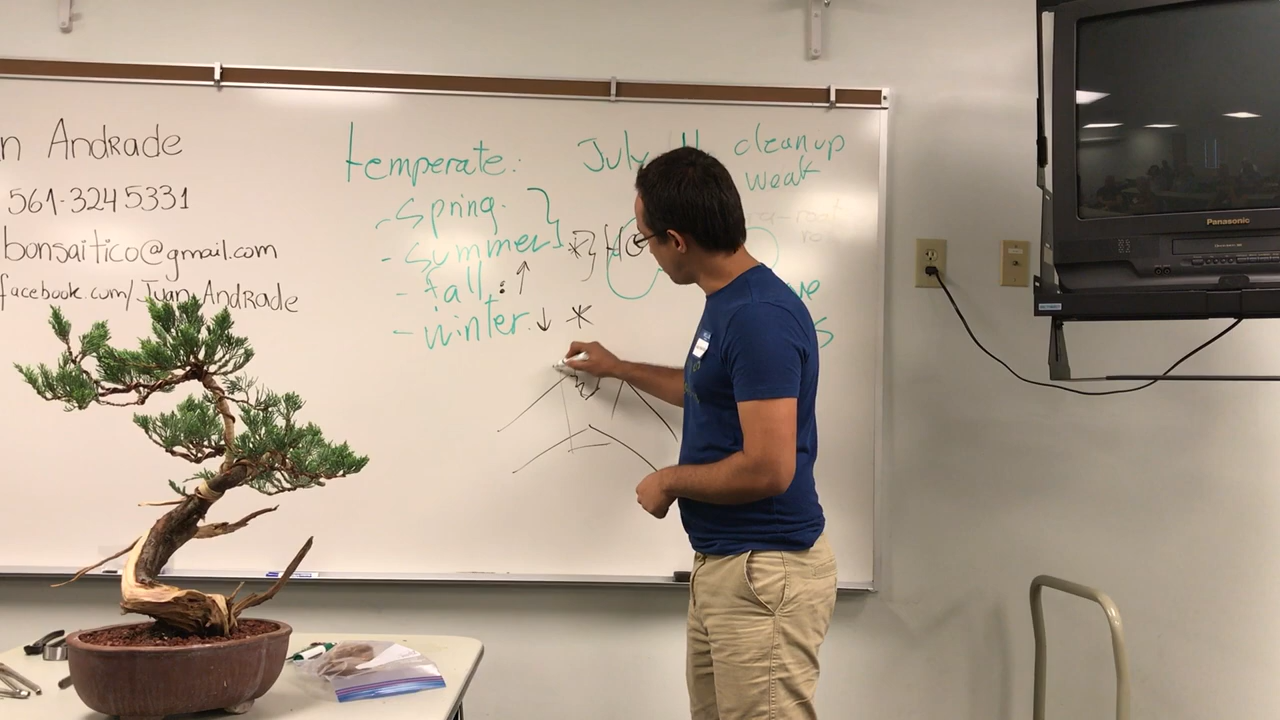 n Andrade
561-324 5331
bonsaitico@gmail.com
facebook.com/Juan Andrade
temperate:
- Spring.
- Summer
- fall
- winter.
July
cleanup
weak
Panasonic